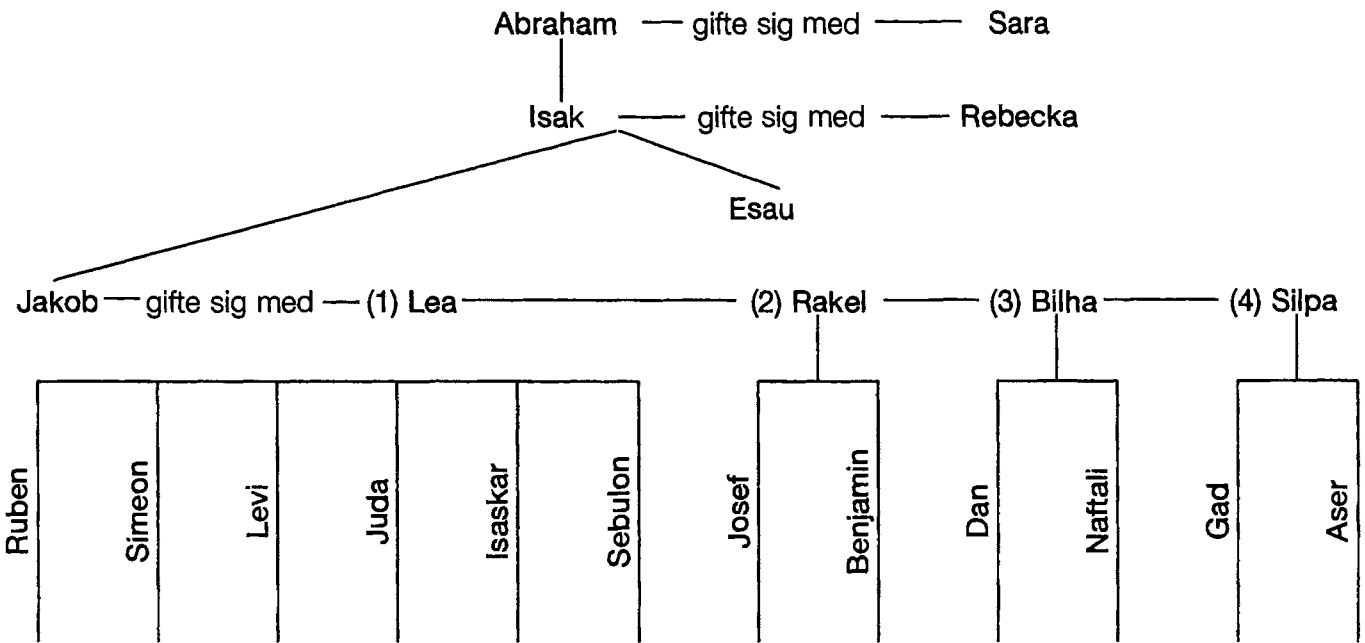 Abraham gifte sig med Sara
Isak gifte sig med Rebecka
Esau
Jakob gifte sig med (1) Lea (2) Rakel (3) Bilha (4) Silpa
Ruben
Simeon
Levi
Juda
Isaskar
Sebulon
Josef
Benjamin
Dan
Naftali
Gad
Aser